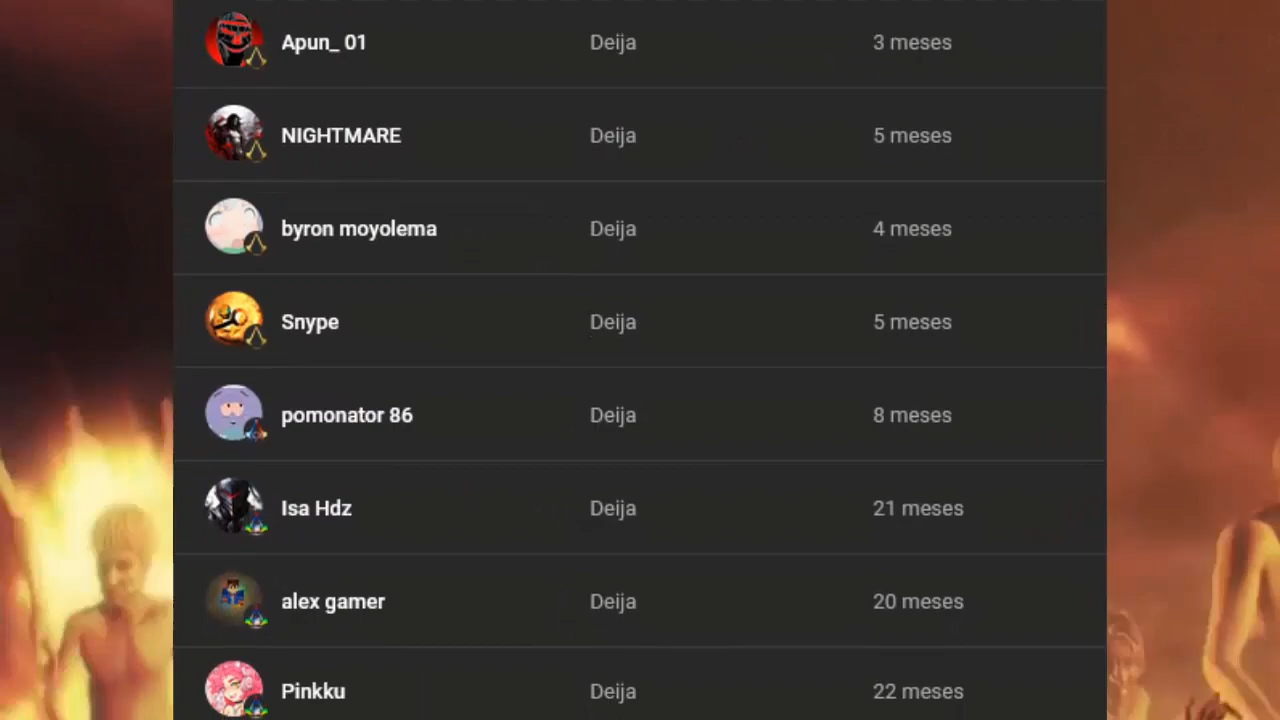 Apun_ 01 Deija 3 meses
NIGHTMARE Deija 5 meses
byron moyolema Deija 4 meses
Snype Deija 5 meses
pomonator 86 Deija 8 meses
Isa Hdz Deija 21 meses
alex gamer Deija 20 meses
Pinkku Deija 22 meses